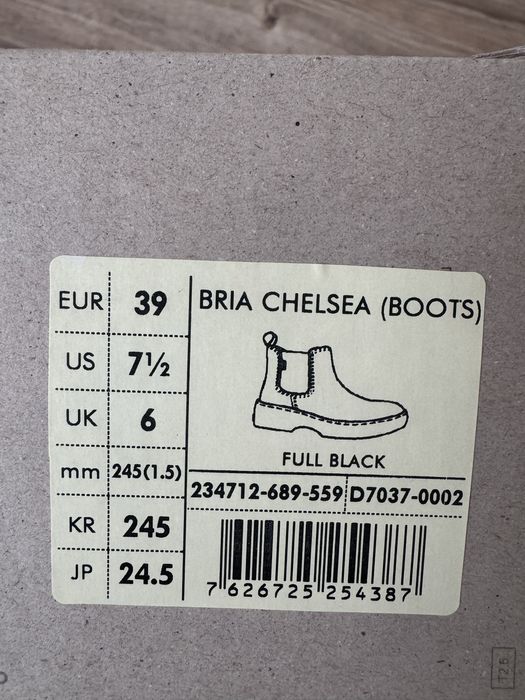 EUR 39
US 7½
UK 6
mm 245(1.5)
KR 245
JP 24.5
BRIA CHELSEA (BOOTS)
FULL BLACK
234712-689-559 D7037-0002
7 626725 254387
T26